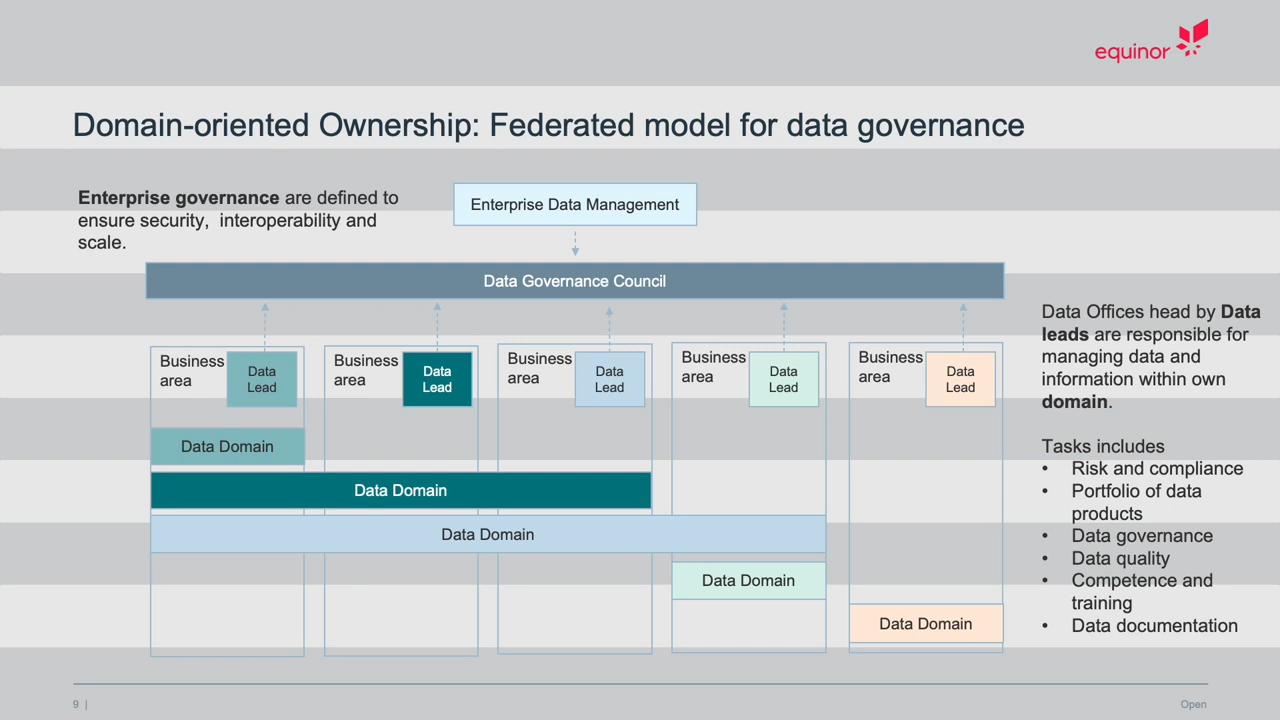 equinor
Domain-oriented Ownership: Federated model for data governance
Enterprise governance are defined to
ensure security,  interoperability and
scale.
Enterprise Data Management
Data Governance Council
Business
area
Data
Lead
Business
area
Data
Lead
Business
area
Data
Lead
Business
area
Data
Lead
Business
area
Data
Lead
Data Domain
Data Domain
Data Domain
Data Domain
Data Domain
Data Offices head by Data
leads are responsible for
managing data and
information within own
domain.
Tasks includes
• Risk and compliance
• Portfolio of data
products
• Data governance
• Data quality
• Competence and
training
• Data documentation
9 |
Open